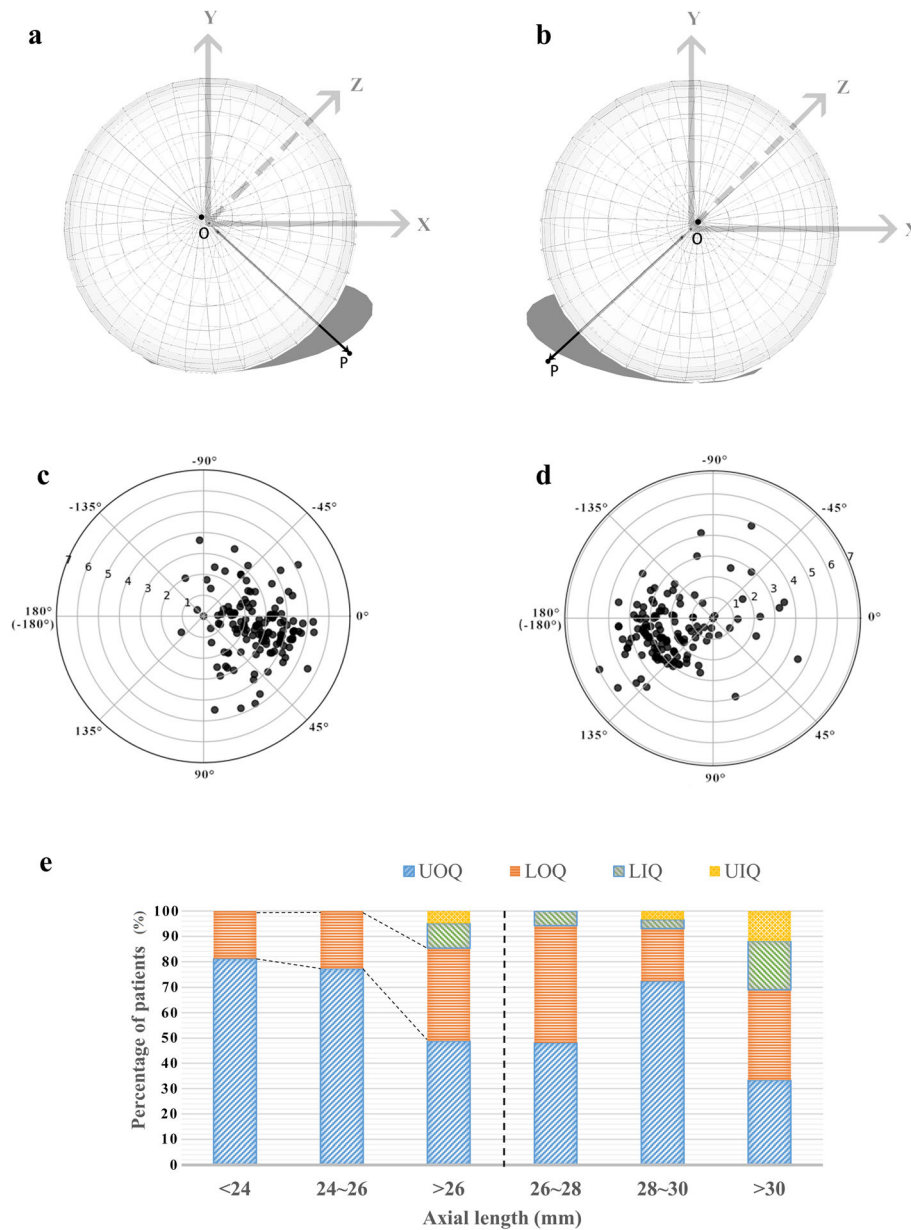 a
b
Y
Y
Z
Z
X
X
O
O
P
P
c
d
-90°
-90°
-135°
-45°
-135°
-45°
7
6
5
4
3
2
1
1
2
3
4
5
6
7
180°
(-180°)
0°
180°
(-180°)
0°
135°
45°
135°
45°
90°
90°
e
UOQ LOQ LIQ UIQ
Percentage of patients (%)
100
90
80
70
60
50
40
30
20
10
0
<24 24~26 >26 26~28 28~30 >30
Axial length (mm)